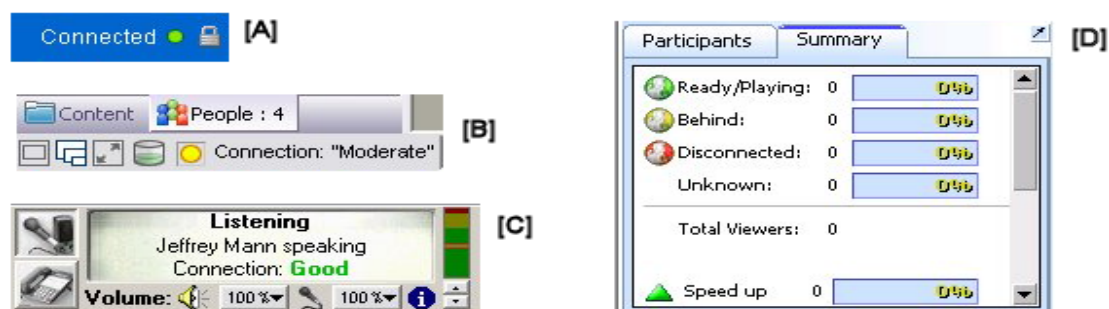 Connected [A]
Content People : 4
Connection: "Moderate"
[B]
Listening
Jeffrey Mann speaking
Connection: Good
Volume: 100% 100%
[C]
Participants Summary [D]
Ready/Playing: 0 0%
Behind: 0 0%
Disconnected: 0 0%
Unknown: 0 0%
Total Viewers: 0
Speed up 0 0%